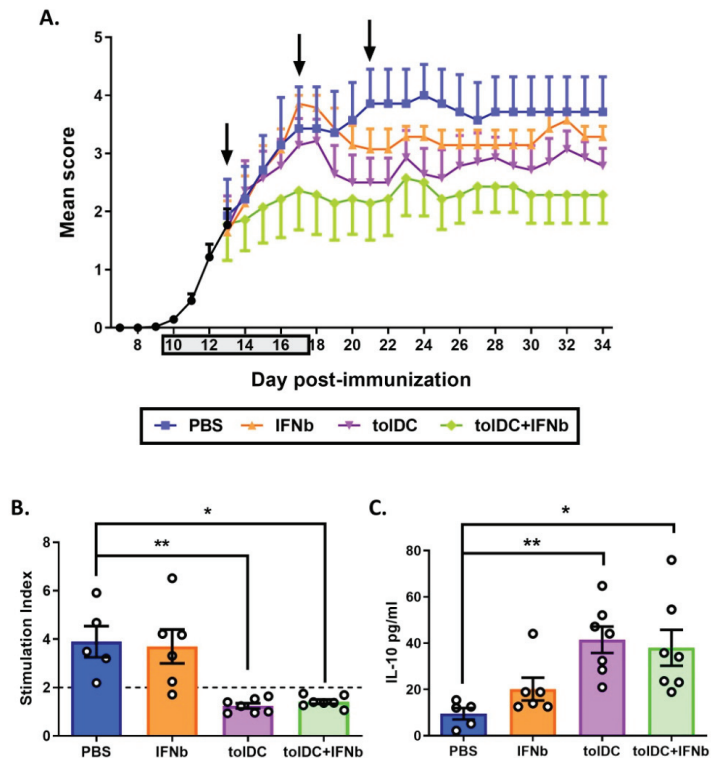 A.
Mean score
5
4
3
2
1
0
8 10 12 14 16 18 20 22 24 26 28 30 32 34
Day post-immunization
PBS IFNb tolDC tolDC+IFNb
B.
Stimulation Index
8
6
4
2
0
*
**
PBS IFNb tolDC tolDC+IFNb
C.
IL-10 pg/ml
80
60
40
20
0
*
**
PBS IFNb tolDC tolDC+IFNb